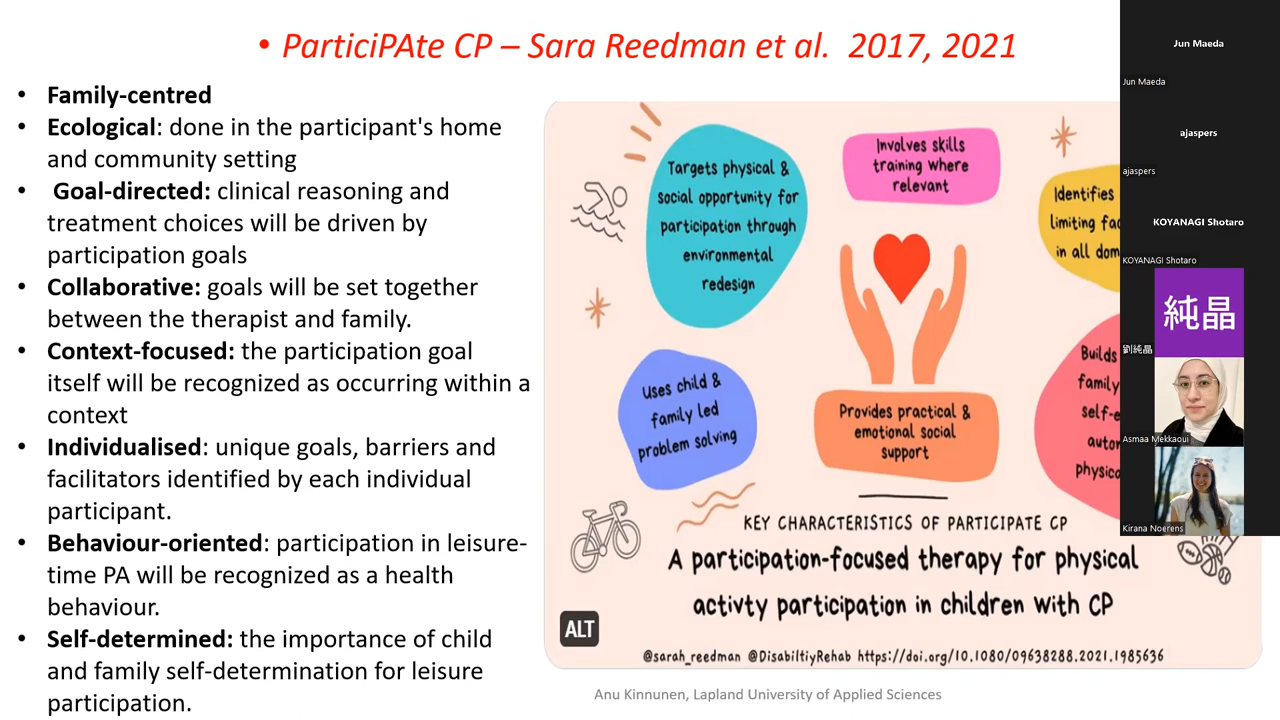 • ParticiPAte CP – Sara Reedman et al. 2017, 2021
• Family-centred
• Ecological: done in the participant's home
and community setting
• Goal-directed: clinical reasoning and
treatment choices will be driven by
participation goals
• Collaborative: goals will be set together
between the therapist and family.
• Context-focused: the participation goal
itself will be recognized as occurring within a
context
• Individualised: unique goals, barriers and
facilitators identified by each individual
participant.
• Behaviour-oriented: participation in leisure-
time PA will be recognized as a health
behaviour.
• Self-determined: the importance of child
and family self-determination for leisure
participation.
Targets physical &
social opportunity for
participation through
environmental
redesign
Involves skills
training where
relevant
Identifies
limiting fac
in all dom
Uses child &
family led
problem solving
Provides practical &
emotional social
support
Builds
family
self-e
auton
physic
KEY CHARACTERISTICS OF PARTICIPATE CP
A participation-focused therapy for physical
activty participation in children with CP
ALT
@sarah_reedman @DisabiltiyRehab https://doi.org/10.1080/09638288.2021.1985636
Anu Kinnunen, Lapland University of Applied Sciences
Jun Maeda
Jun Maeda
ajaspers
ajaspers
KOYANAGI Shotaro
KOYANAGI Shotaro
純晶
劉純晶
Asmaa Mekkaoui
Kirana Noerens